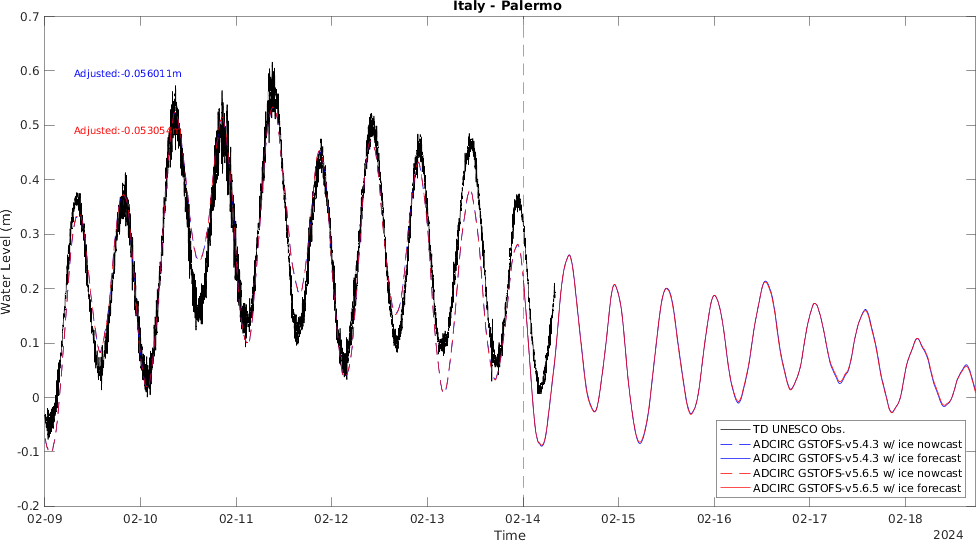 Italy - Palermo
0.7
0.6
0.5
0.4
0.3
0.2
0.1
0
-0.1
-0.2
Water Level (m)
Adjusted:-0.056011m
Adjusted:-0.053054m
TD UNESCO Obs.
ADCIRC GSTOFS-v5.4.3 w/ ice nowcast
ADCIRC GSTOFS-v5.4.3 w/ ice forecast
ADCIRC GSTOFS-v5.6.5 w/ ice nowcast
ADCIRC GSTOFS-v5.6.5 w/ ice forecast
02-09 02-10 02-11 02-12 02-13 02-14 02-15 02-16 02-17 02-18
Time
2024